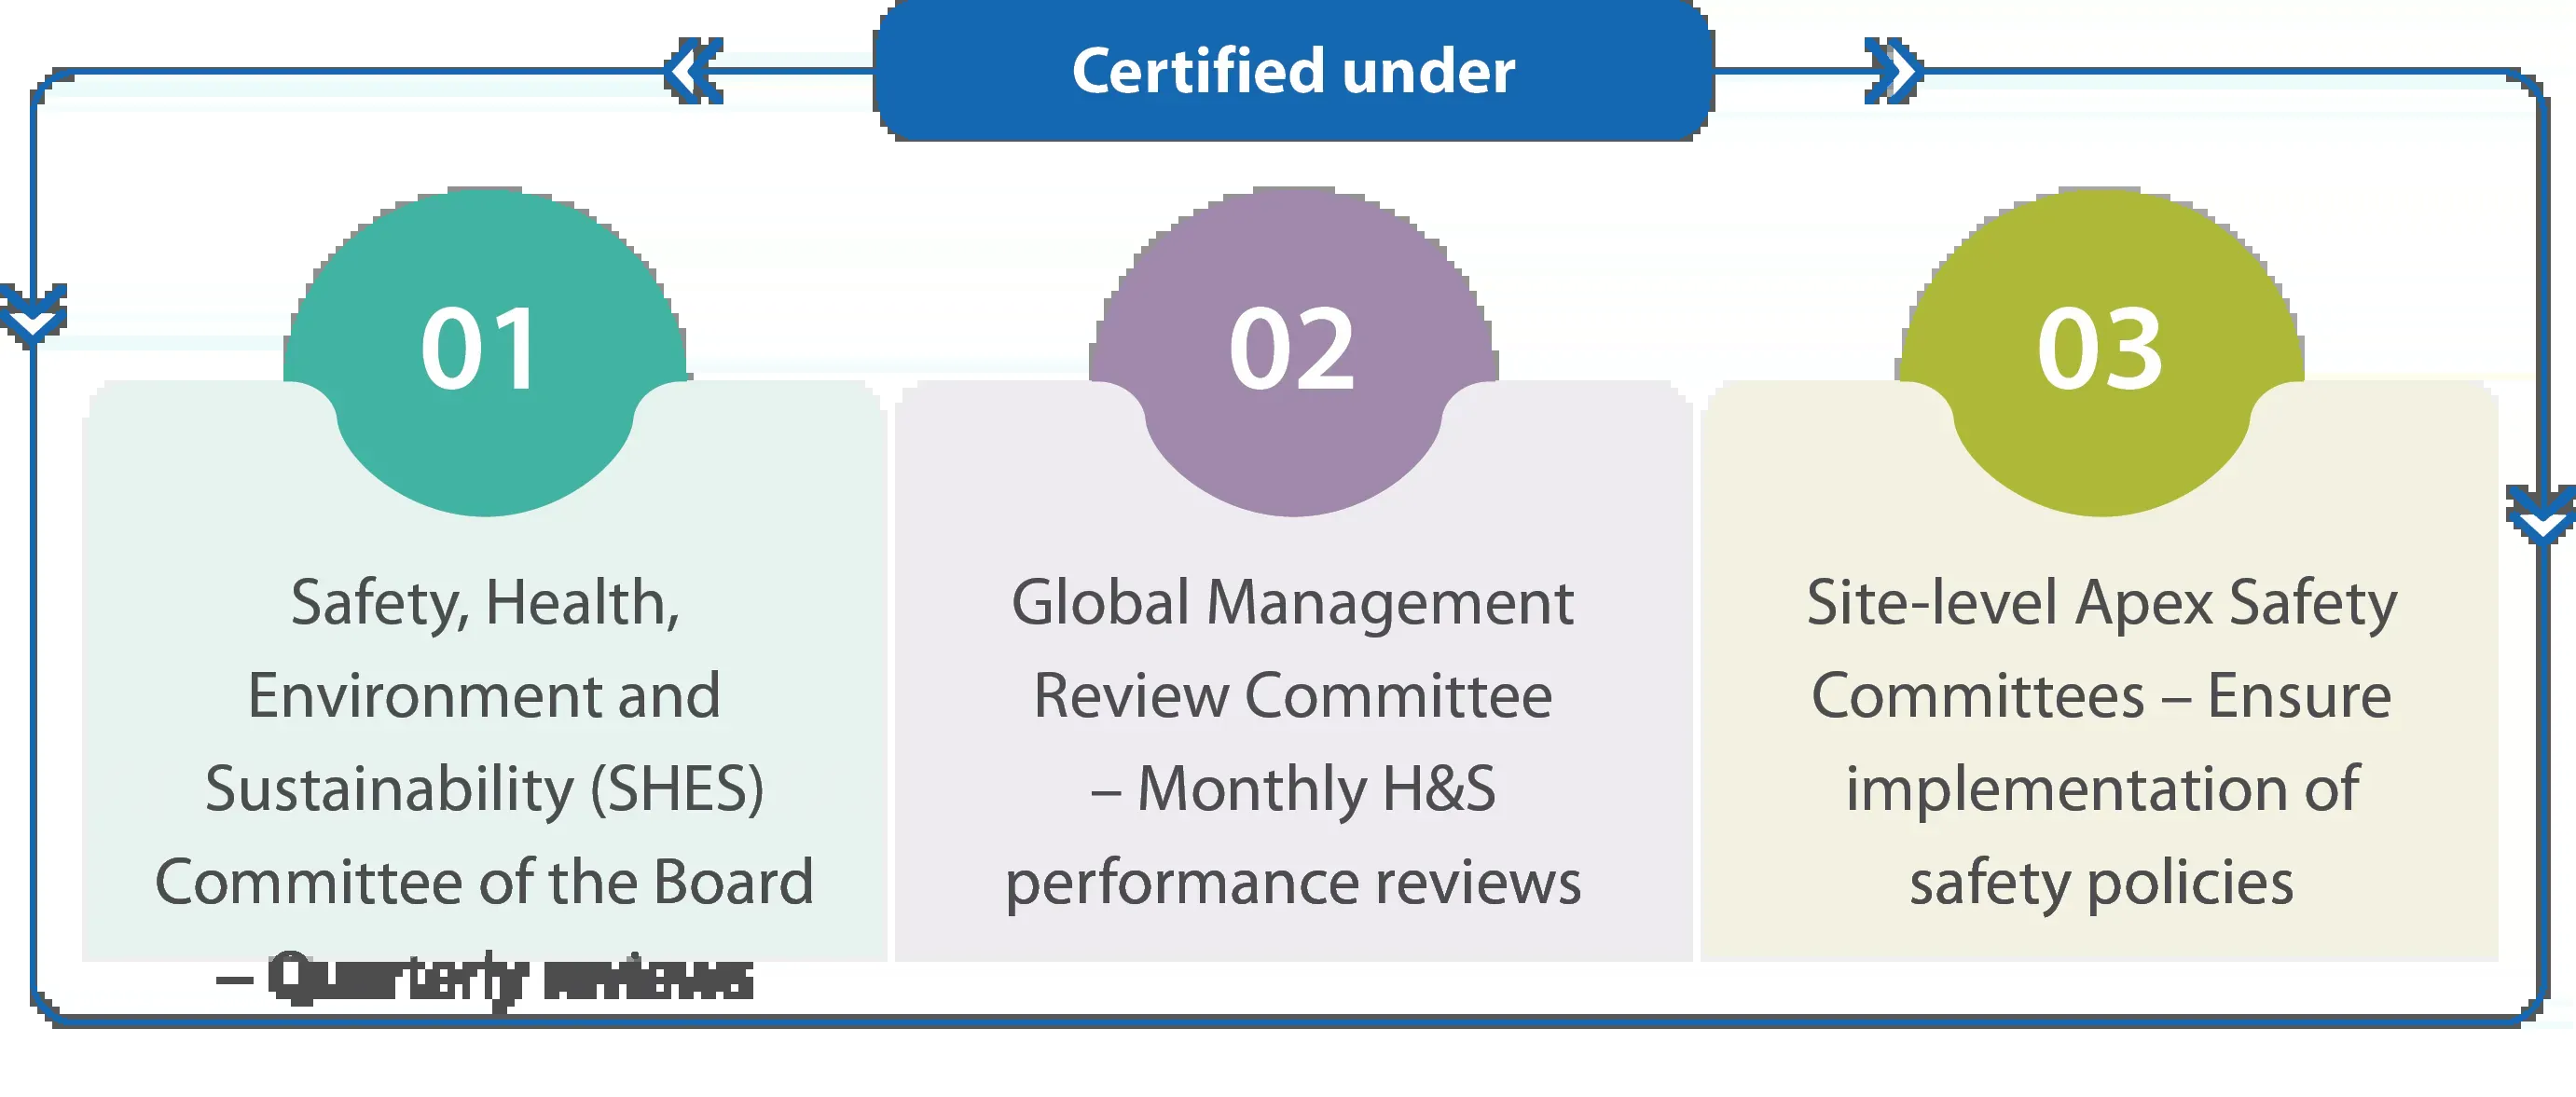 Certified under
01
Safety, Health,
Environment and
Sustainability (SHES)
Committee of the Board
– Quarterly reviews
02
Global Management
Review Committee
– Monthly H&S
performance reviews
03
Site-level Apex Safety
Committees – Ensure
implementation of
safety policies